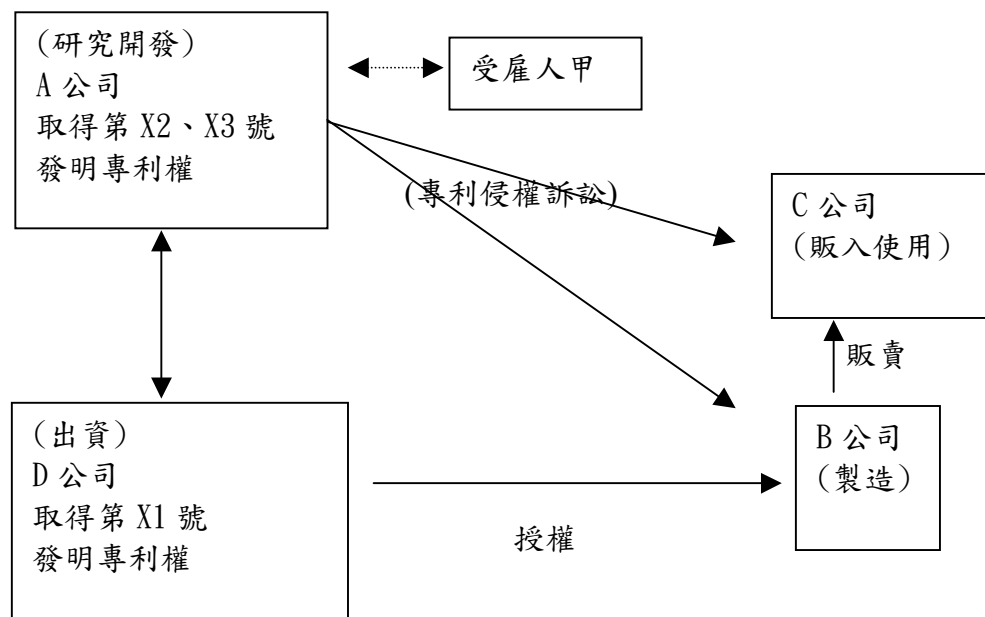 (研究開發)
A公司
取得第 X2、X3 號
發明專利權
受雇人甲
(專利侵權訴訟)
C 公司
(販入使用)
販賣
(出資)
D 公司
取得第 X1 號
發明專利權
授權
B 公司
(製造)